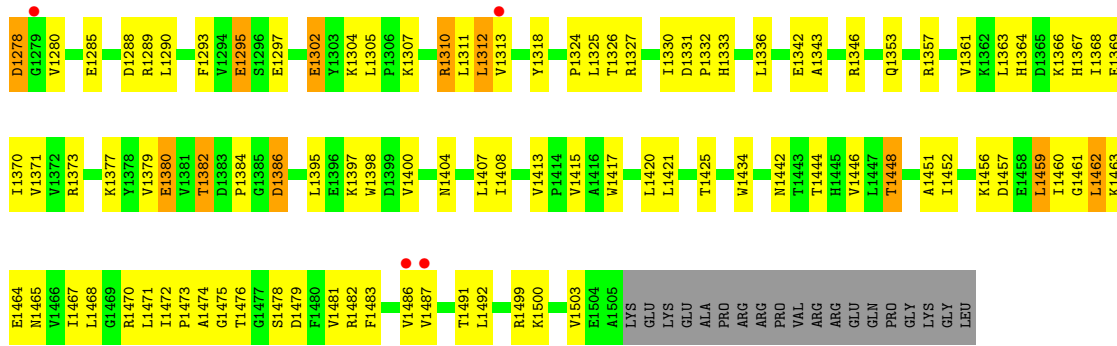 D1278 G1279 V1280 E1285 D1288 R1289 L1290 F1293 V1294 E1295 S1296 E1297 E1302 Y1303 K1304 L1305 P1306 K1307 R1310 L1311 L1312 V1313 Y1318 P1324 L1325 T1326 R1327 I1330 D1331 P1332 H1333 L1336 E1342 A1343 R1346 Q1353 R1357 V1361 K1362 L1363 H1364 D1365 K1366 H1367 I1368 E1369
I1370 V1371 V1372 R1373 K1377 Y1378 V1379 E1380 V1381 T1382 D1383 P1384 G1385 D1386 L1395 E1396 K1397 W1398 D1399 V1400 N1404 L1407 I1408 V1413 P1414 V1415 A1416 W1417 L1420 L1421 T1425 W1434 N1442 T1443 T1444 H1445 V1446 L1447 T1448 A1451 I1452 K1456 D1457 E1458 L1459 I1460 G1461 L1462 K1463
E1464 N1465 V1466 I1467 L1468 G1469 R1470 L1471 I1472 P1473 A1474 G1475 T1476 G1477 S1478 D1479 F1480 V1481 R1482 F1483 V1486 V1487 T1491 L1492 R1499 K1500 V1503 E1504 A1505 LYS GLU LYS GLU ALA PRO ARG ARG PRO VAL ARG ARG GLU GLN PRO GLY LYS GLY LEU